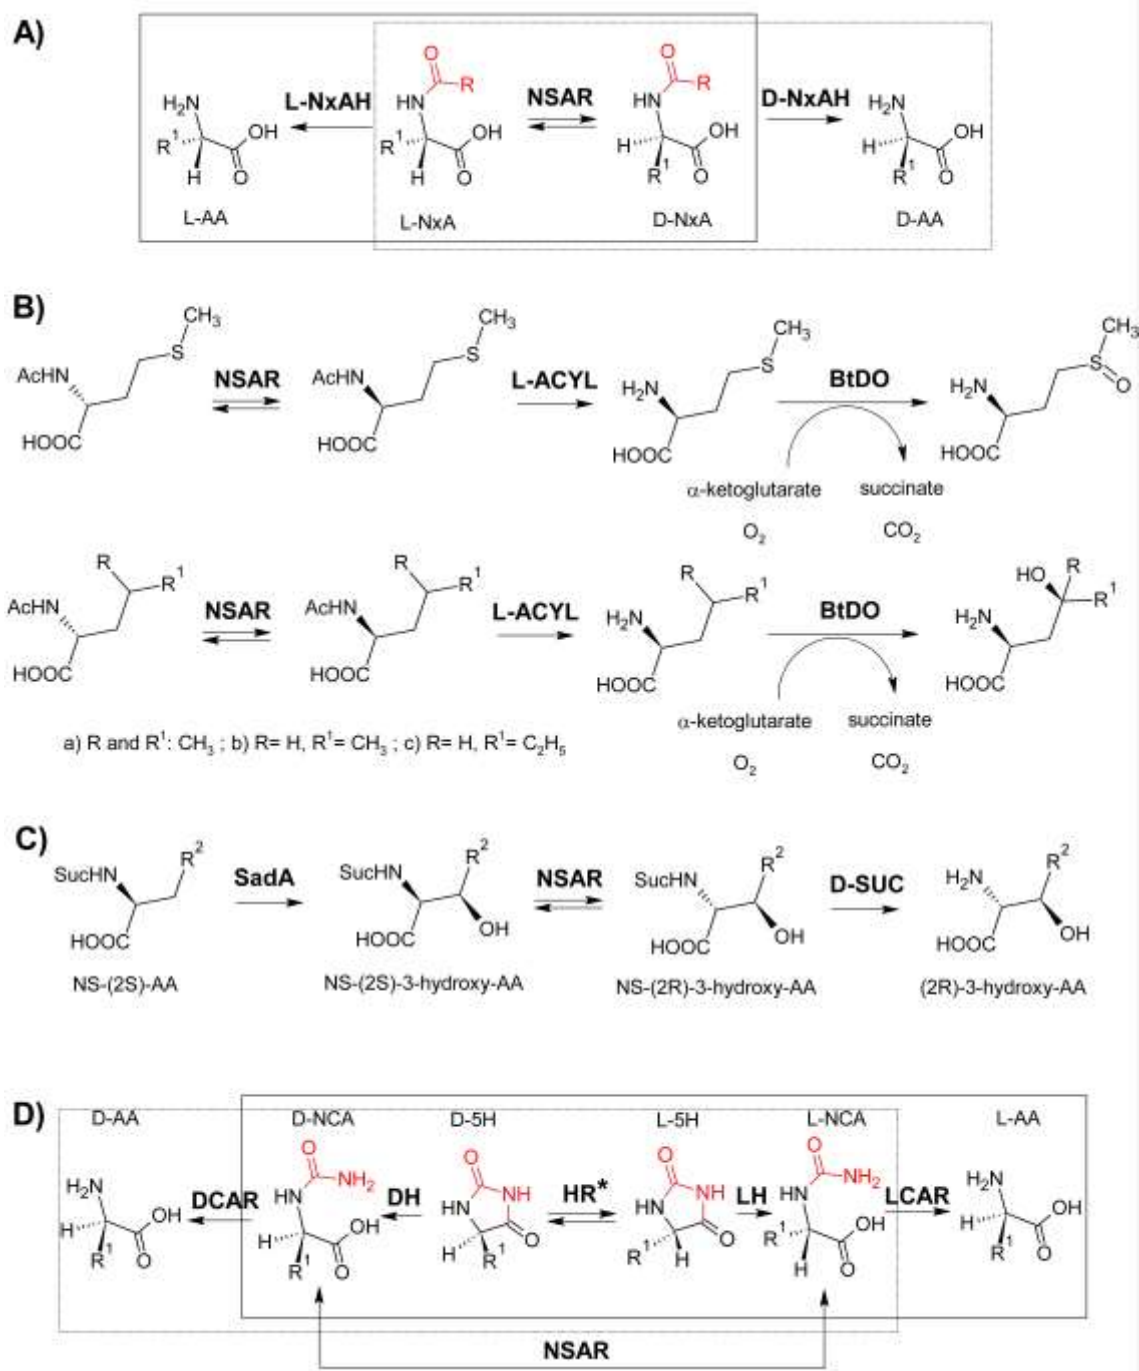 A)
L-NxAH NSAR D-NxAH
H2N R1 H OH O
O R HN R1 H OH O
O R HN H R1 OH O
H2N H R1 OH O
L-AA L-NxA D-NxA D-AA
B)
CH3 CH3 CH3 CH3
S S S S O
AcHN NSAR AcHN L-ACYL H2N BtDO H2N
HOOC HOOC HOOC HOOC
α-ketoglutarate succinate
O2 CO2
R R1 R R1 R R1 HO R R1
AcHN NSAR AcHN L-ACYL H2N BtDO H2N
HOOC HOOC HOOC HOOC
α-ketoglutarate succinate
a) R and R1: CH3 ; b) R= H, R1= CH3 ; c) R= H, R1= C2H5
O2 CO2
C)
R2 R2 R2 R2
SucHN SadA SucHN NSAR SucHN D-SUC H2N
HOOC HOOC OH HOOC OH HOOC OH
NS-(2S)-AA NS-(2S)-3-hydroxy-AA NS-(2R)-3-hydroxy-AA (2R)-3-hydroxy-AA
D)
D-AA D-NCA D-5H L-5H L-NCA L-AA
H2N H R1 OH O
DCAR
O NH2 HN H R1 OH O
DH
O NH HN H R1 O
HR*
O NH HN R1 H O
LH
O NH2 HN R1 H OH O
LCAR
H2N H R1 OH O
NSAR